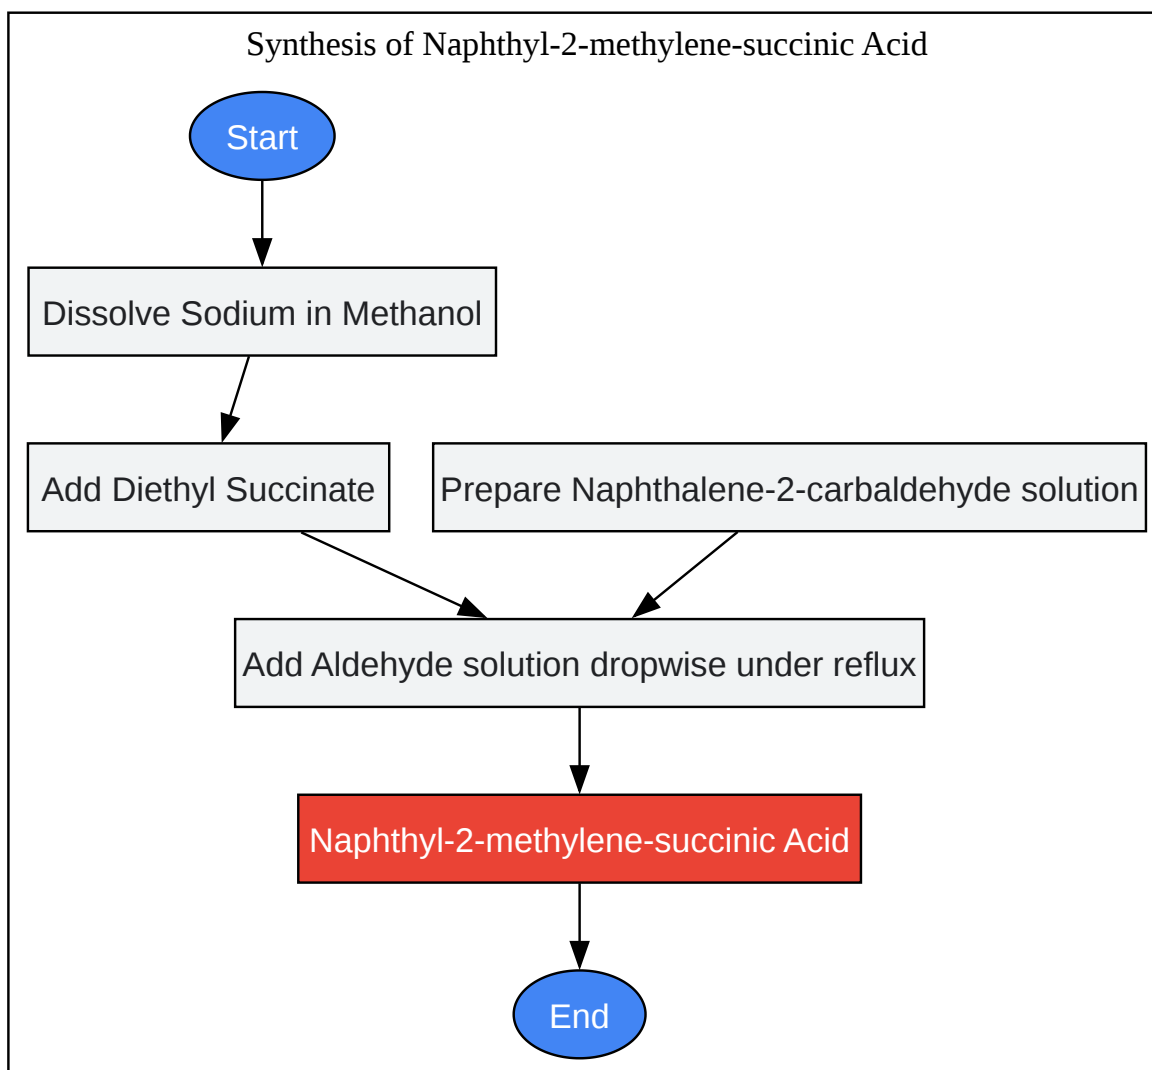 Synthesis of Naphthyl-2-methylene-succinic Acid
Start
Dissolve Sodium in Methanol
Add Diethyl Succinate
Prepare Naphthalene-2-carbaldehyde solution
Add Aldehyde solution dropwise under reflux
Naphthyl-2-methylene-succinic Acid
End